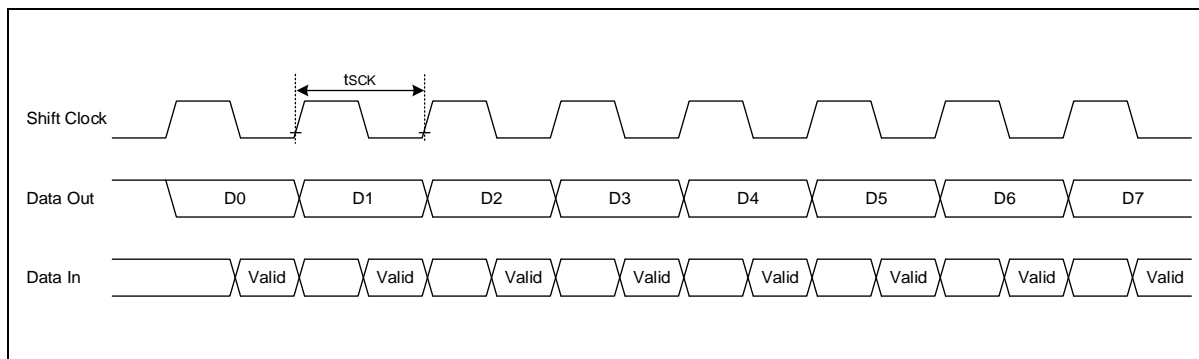 tSCK
Shift Clock
Data Out D0 D1 D2 D3 D4 D5 D6 D7
Data In Valid Valid Valid Valid Valid Valid Valid Valid